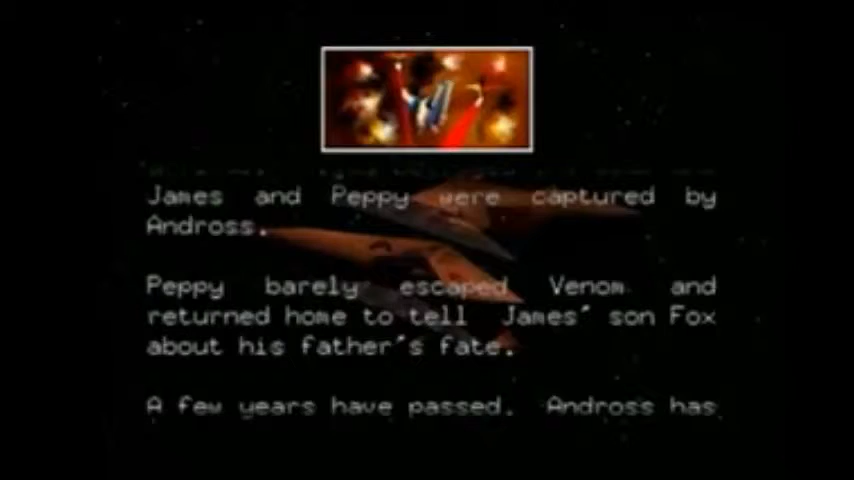 James and Peppy were captured by
Andross.
Peppy barely escaped Venom and
returned home to tell James' son Fox
about his father's fate.
A few years have passed. Andross has